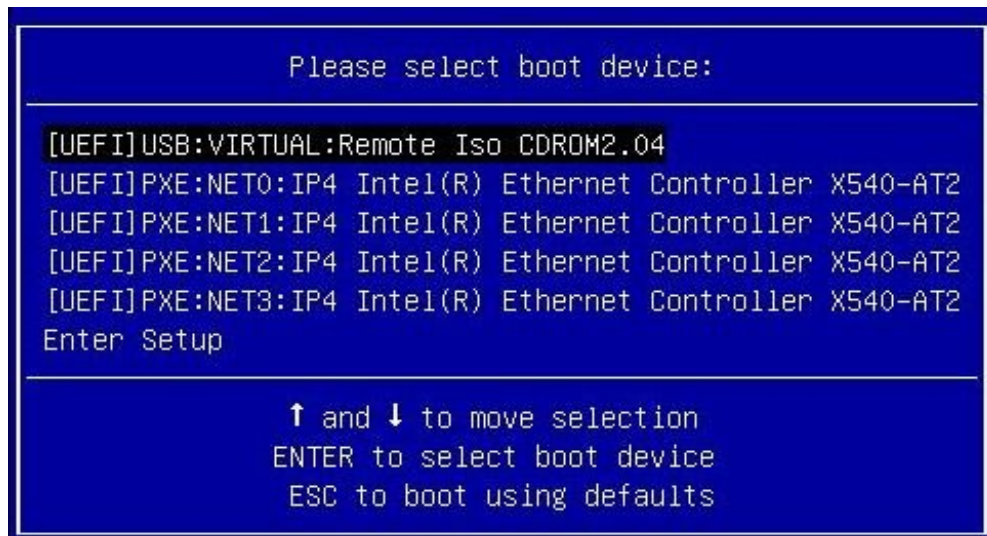 Please select boot device:
[UEFI]USB:VIRTUAL:Remote Iso CDROM2.04
[UEFI]PXE:NET0:IP4 Intel(R) Ethernet Controller X540-AT2
[UEFI]PXE:NET1:IP4 Intel(R) Ethernet Controller X540-AT2
[UEFI]PXE:NET2:IP4 Intel(R) Ethernet Controller X540-AT2
[UEFI]PXE:NET3:IP4 Intel(R) Ethernet Controller X540-AT2
Enter Setup
↑ and ↓ to move selection
ENTER to select boot device
ESC to boot using defaults